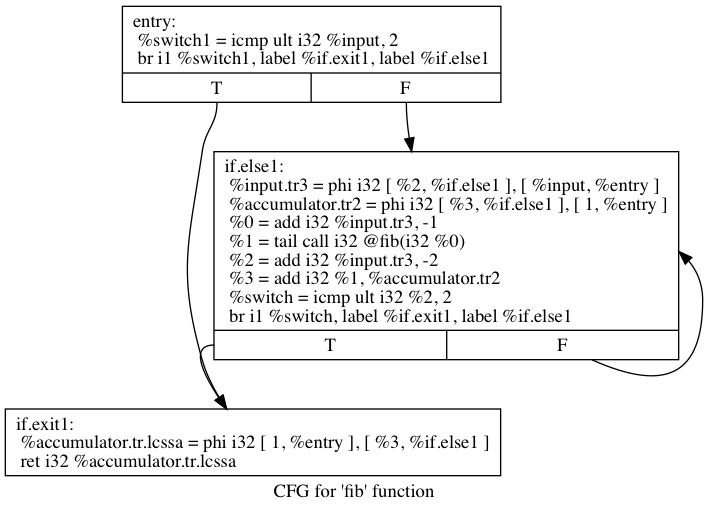 entry:
%switch1 = icmp ult i32 %input, 2
br i1 %switch1, label %if.exit1, label %if.else1
T F
if.else1:
%input.tr3 = phi i32 [ %2, %if.else1 ], [ %input, %entry ]
%accumulator.tr2 = phi i32 [ %3, %if.else1 ], [ 1, %entry ]
%0 = add i32 %input.tr3, -1
%1 = tail call i32 @fib(i32 %0)
%2 = add i32 %input.tr3, -2
%3 = add i32 %1, %accumulator.tr2
%switch = icmp ult i32 %2, 2
br i1 %switch, label %if.exit1, label %if.else1
T F
if.exit1:
%accumulator.tr.lcssa = phi i32 [ 1, %entry ], [ %3, %if.else1 ]
ret i32 %accumulator.tr.lcssa
CFG for 'fib' function